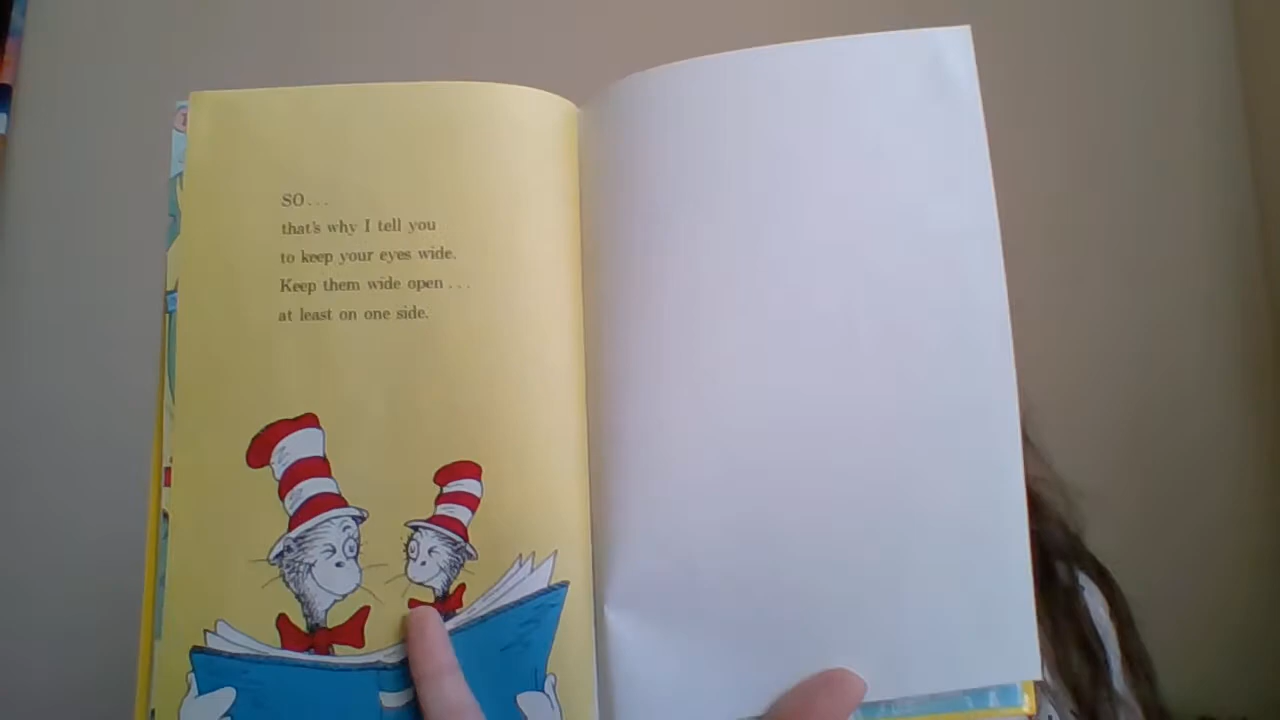 SO...
that's why I tell you
to keep your eyes wide.
Keep them wide open...
at least on one side.